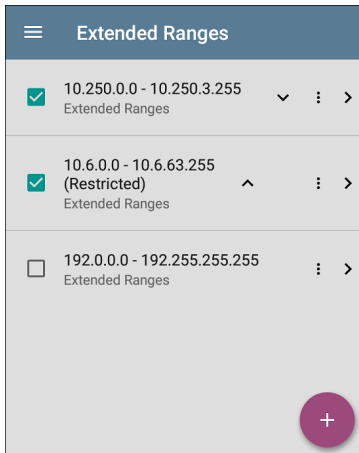 Extended Ranges
10.250.0.0 - 10.250.3.255
Extended Ranges
10.6.0.0 - 10.6.63.255
(Restricted)
Extended Ranges
192.0.0.0 - 192.255.255.255
Extended Ranges